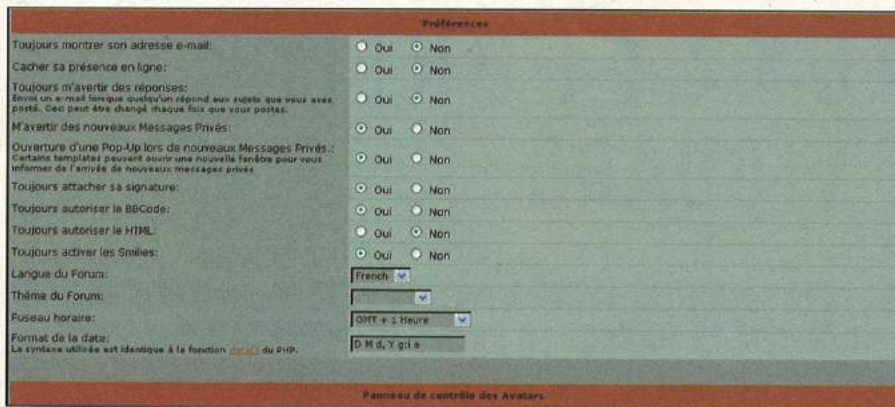 Préférences
Toujours montrer son adresse e-mail: Oui Non
Cacher sa présence en ligne: Oui Non
Toujours m'avertir des réponses: Oui Non
Envoi un e-mail lorsque quelqu'un répond aux sujets que vous avez
posté. Ceci peut être changé chaque fois que vous postez.
M'avertir des nouveaux Messages Privés: Oui Non
Ouverture d'une Pop-Up lors de nouveaux Messages Privés.: Oui Non
Certains templates peuvent ouvrir une nouvelle fenêtre pour vous
informer de l'arrivée de nouveaux messages privés
Toujours attacher sa signature: Oui Non
Toujours autoriser le BBCode: Oui Non
Toujours autoriser le HTML: Oui Non
Toujours activer les Smilies: Oui Non
Langue du Forum: French
Thème du Forum:
Fuseau horaire: GMT + 1 Heure
Format de la date: D M d, Y g:i a
La syntaxe utilisée est identique à la fonction date() du PHP.
Panneau de contrôle des Avatars